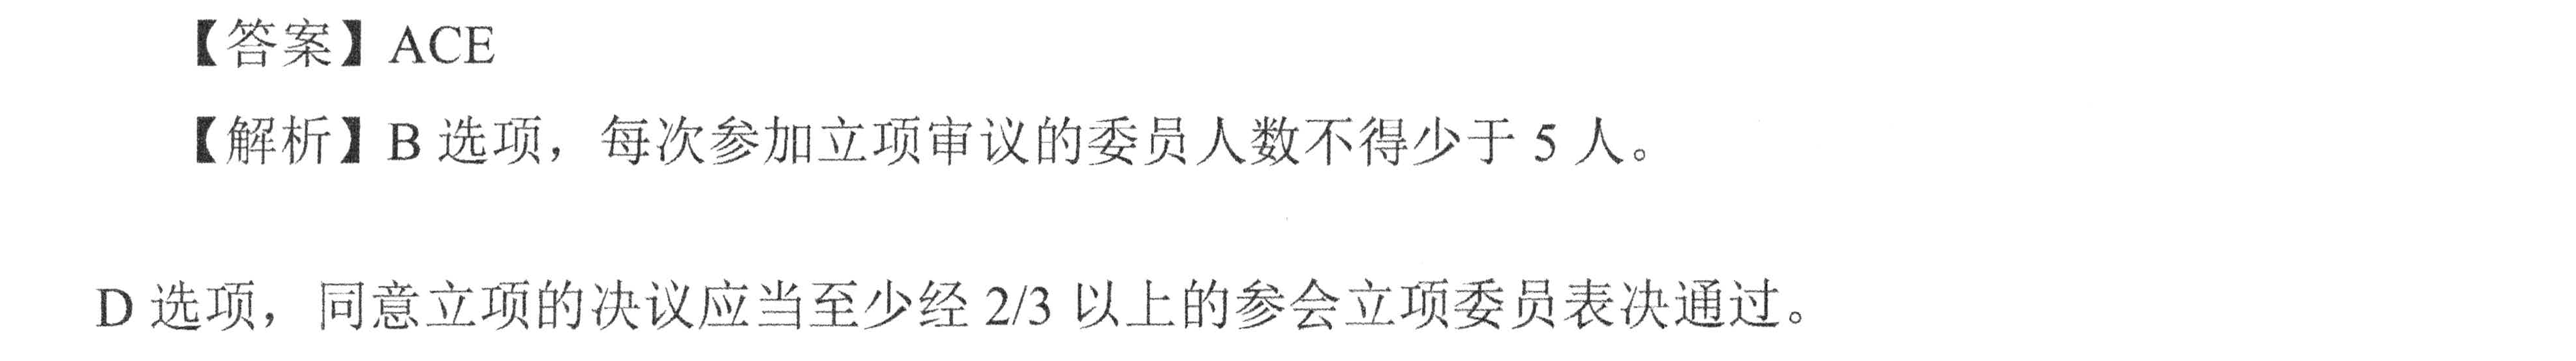 【答案】ACE
【解析】B 选项，每次参加立项审议的委员人数不得少于 5 人。
D 选项，同意立项的决议应当至少经 2/3 以上的参会立项委员表决通过。